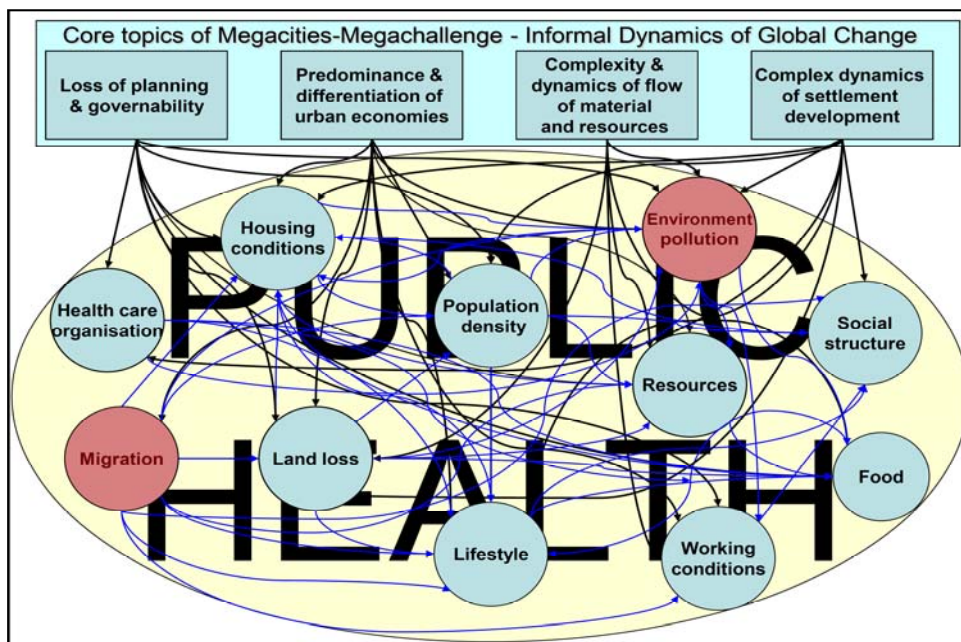 Core topics of Megacities-Megachallenge - Informal Dynamics of Global Change
Loss of planning
& governability
Predominance &
differentiation of
urban economies
Complexity &
dynamics of flow
of material
and resources
Complex dynamics
of settlement
development
PUBLIC
HEALTH
Housing
conditions
Environment
pollution
Health care
organisation
Population
density
Social
structure
Resources
Migration
Land loss
Food
Lifestyle
Working
conditions